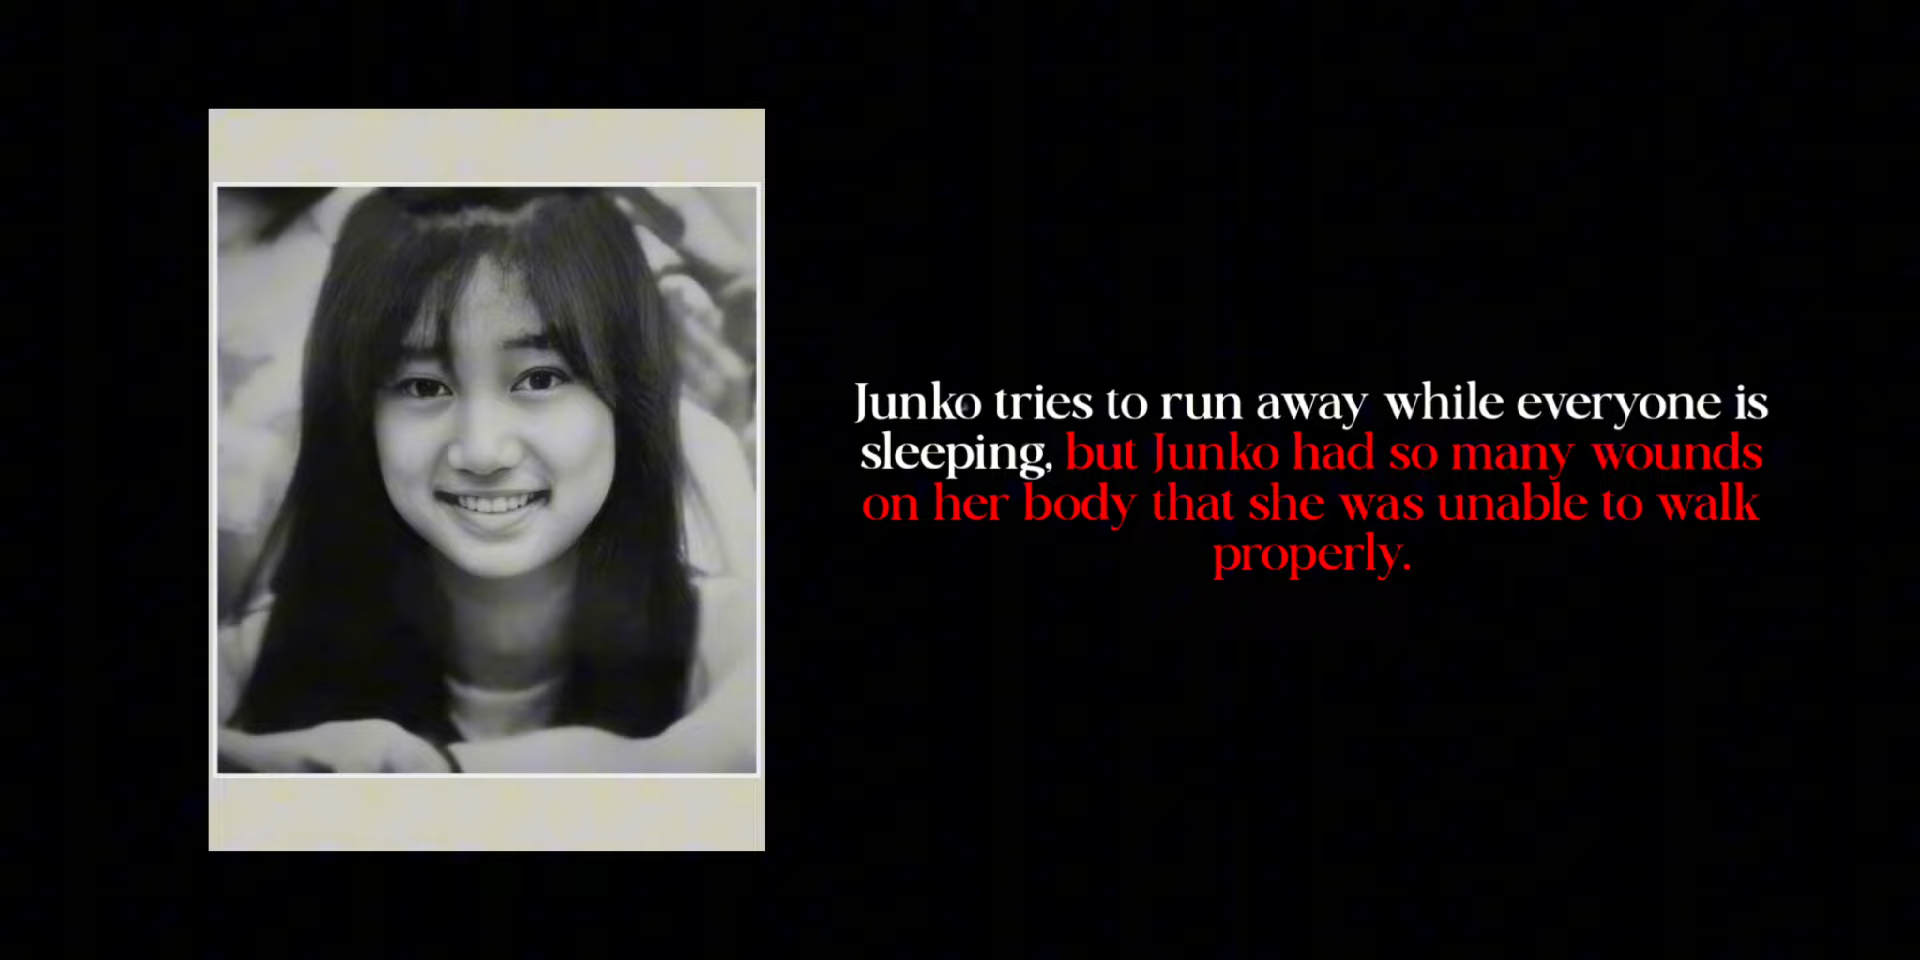 Junko tries to run away while everyone is
sleeping, but Junko had so many wounds
on her body that she was unable to walk
properly.